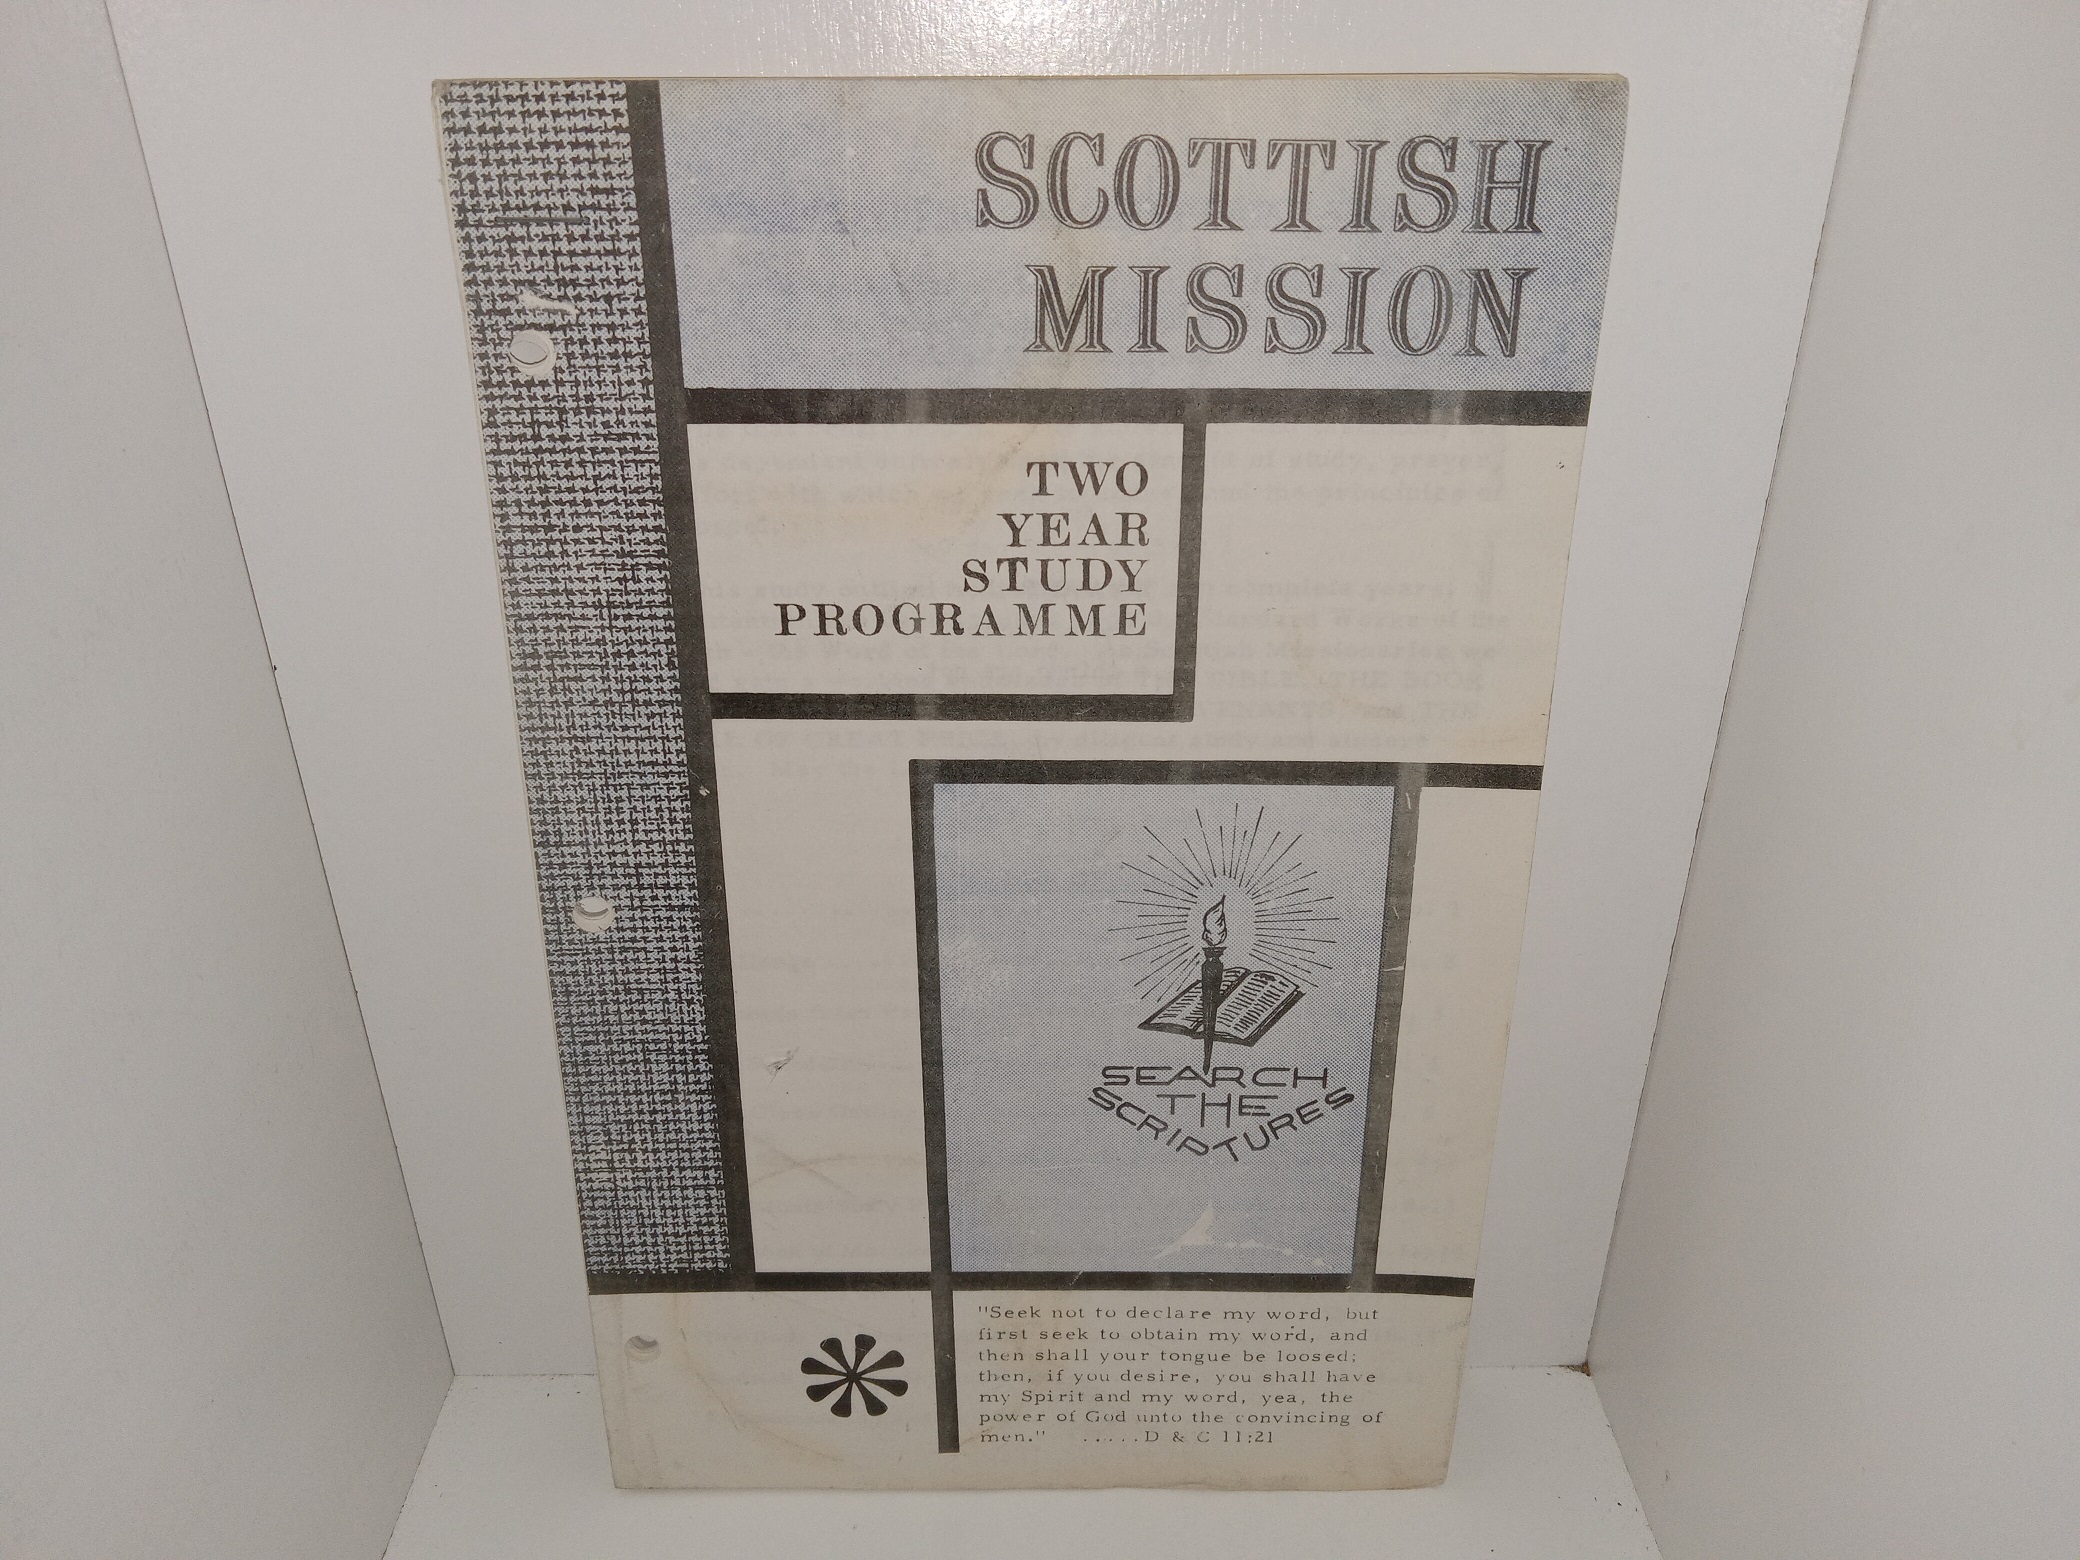 SCOTTISH
MISSION
TWO
YEAR
STUDY
PROGRAMME
SEARCH
THE
SCRIPTURES
"Seek not to declare my word, but
first seek to obtain my word, and
then shall your tongue be loosed;
then, if you desire, you shall have
my Spirit and my word, yea, the
power of God unto the convincing of
men." .....D & C 11:21